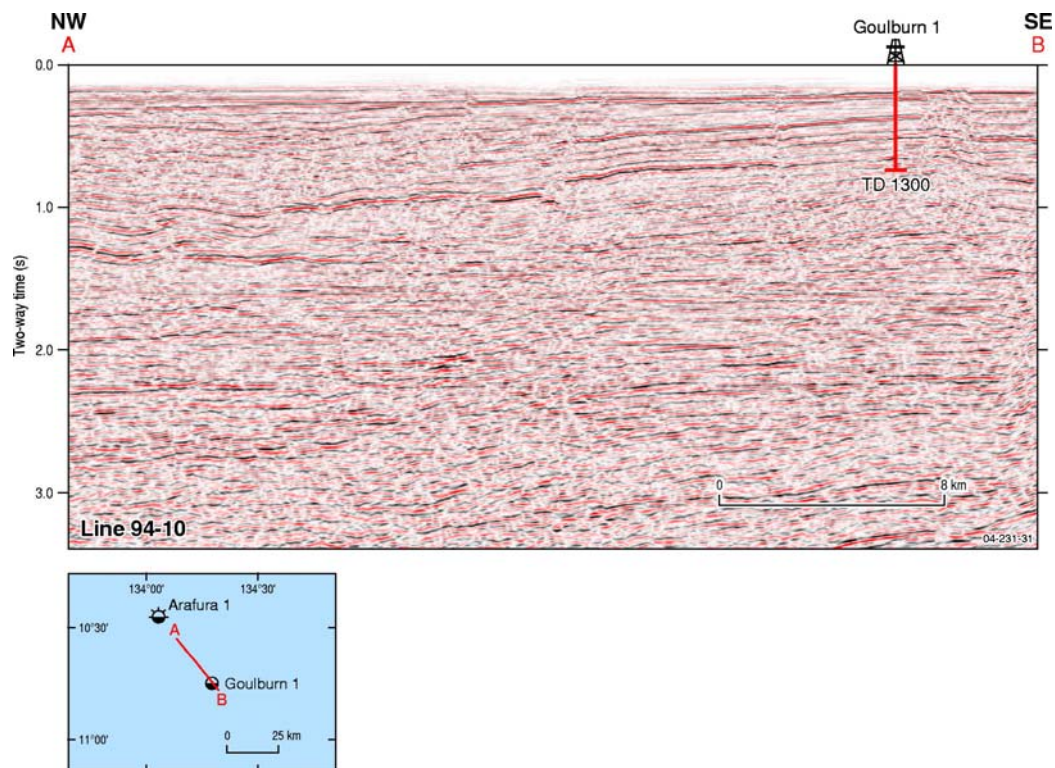 NW
A
Goulburn 1
SE
B
0.0
TD 1300
1.0
Two-way time (s)
2.0
3.0
0 8 km
Line 94-10
04-231-31
134°00' 134°30'
Arafura 1
10°30'
A
Goulburn 1
B
0 25 km
11°00'